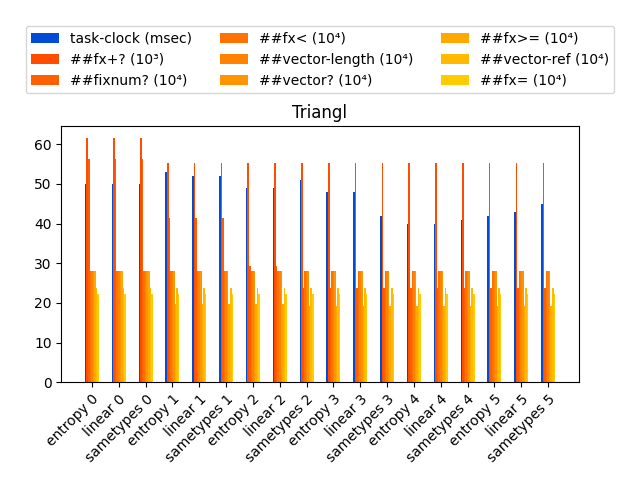 task-clock (msec) ##fx< (10⁴) ##fx>= (10⁴)
##fx+? (10³) ##vector-length (10⁴) ##vector-ref (10⁴)
##fixnum? (10⁴) ##vector? (10⁴) ##fx= (10⁴)
Triangl
60
50
40
30
20
10
0
entropy 0
linear 0
sametypes 0
entropy 1
linear 1
sametypes 1
entropy 2
linear 2
sametypes 2
entropy 3
linear 3
sametypes 3
entropy 4
linear 4
sametypes 4
entropy 5
linear 5
sametypes 5